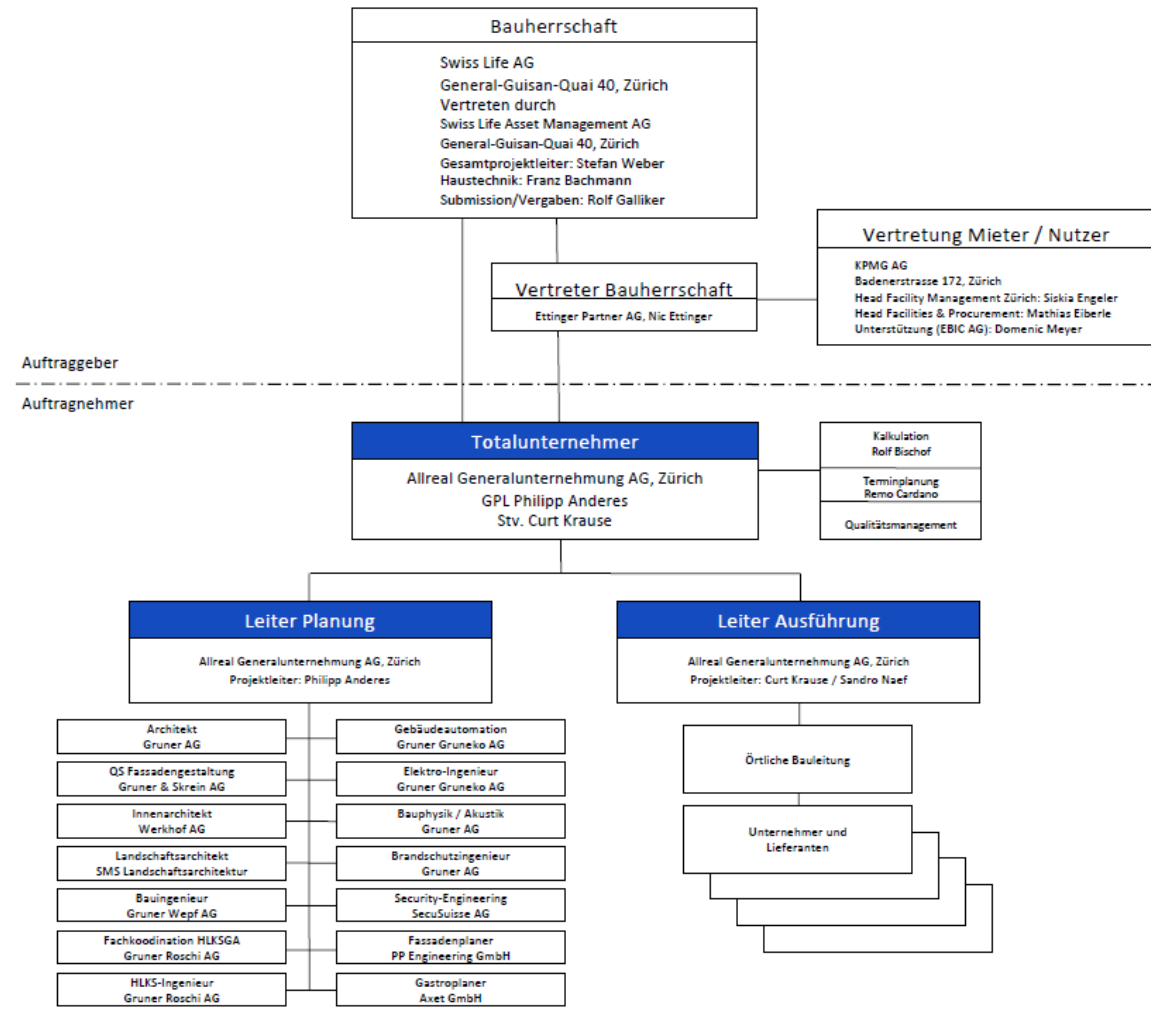 Bauherrschaft
Swiss Life AG
General-Guisan-Quai 40, Zürich
Vertreten durch
Swiss Life Asset Management AG
General-Guisan-Quai 40, Zürich
Gesamtprojektleiter: Stefan Weber
Haustechnik: Franz Bachmann
Submission/Vergaben: Rolf Galliker
Vertretung Mieter / Nutzer
KPMG AG
Badenerstrasse 172, Zürich
Head Facility Management Zürich: Siskia Engeler
Head Facilities & Procurement: Mathias Eiberle
Unterstützung (EBIC AG): Domenic Meyer
Vertreter Bauherrschaft
Ettinger Partner AG, Nic Ettinger
Auftraggeber
Auftragnehmer
Totalunternehmer
Allreal Generalunternehmung AG, Zürich
GPL Philipp Anderes
Stv. Curt Krause
Kalkulation
Rolf Bischof
Terminplanung
Remo Cardano
Qualitätsmanagement
Leiter Planung
Allreal Generalunternehmung AG, Zürich
Projektleiter: Philipp Anderes
Leiter Ausführung
Allreal Generalunternehmung AG, Zürich
Projektleiter: Curt Krause / Sandro Naef
Architekt
Gruner AG
Gebäudeautomation
Gruner Gruneko AG
QS Fassadengestaltung
Gruner & Skrein AG
Elektro-Ingenieur
Gruner Gruneko AG
Innenarchitekt
Werkhof AG
Bauphysik / Akustik
Gruner AG
Landschaftsarchitekt
SMS Landschaftsarchitektur
Brandschutzingenieur
Gruner AG
Bauingenieur
Gruner Wepf AG
Security-Engineering
SecuSuisse AG
Fachkoodination HLKSGA
Gruner Roschi AG
Fassadenplaner
PP Engineering GmbH
HLKS-Ingenieur
Gruner Roschi AG
Gastroplaner
Axet GmbH
Örtliche Bauleitung
Unternehmer und
Lieferanten